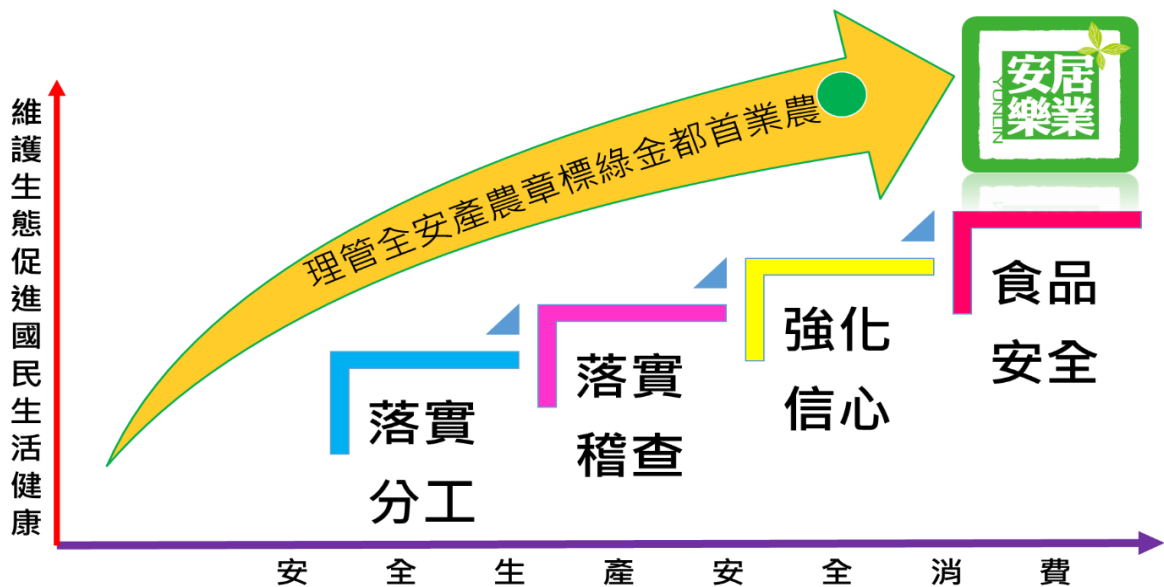 維護生態促進國民生活健康
農業首都金綠標章農產安全管理
安居
樂業
YUNLIN
落實
分工
落實
稽查
強化
信心
食品
安全
安全生產安全消費